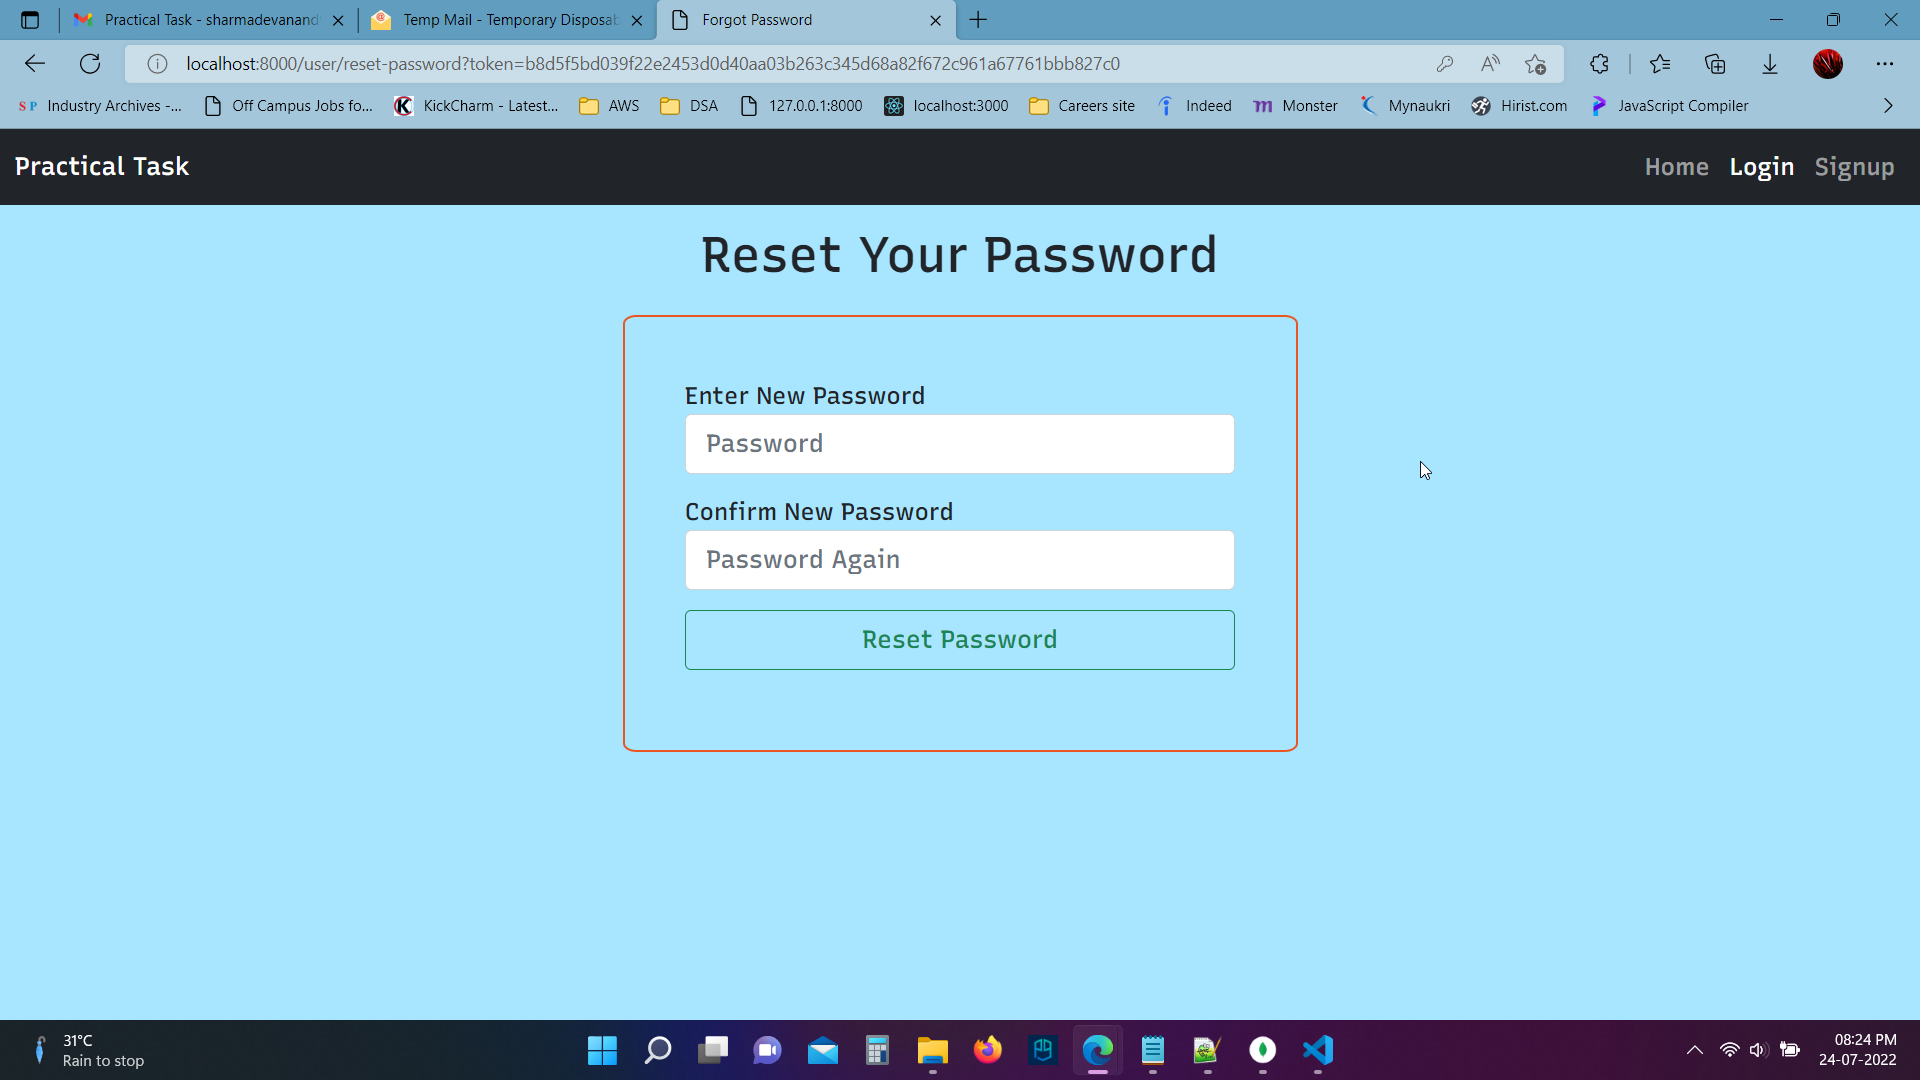 Practical Task - sharmadevanand
Temp Mail - Temporary Disposab
Forgot Password
localhost:8000/user/reset-password?token=b8d5f5bd039f22e2453d0d40aa03b263c345d68a82f672c961a67761bbb827c0
SP Industry Archives -...
Off Campus Jobs fo...
KickCharm - Latest...
AWS
DSA
127.0.0.1:8000
localhost:3000
Careers site
Indeed
Monster
Mynaukri
Hirist.com
JavaScript Compiler
Practical Task
Home Login Signup
Reset Your Password
Enter New Password
Password
Confirm New Password
Password Again
Reset Password
31°C
Rain to stop
08:24 PM
24-07-2022